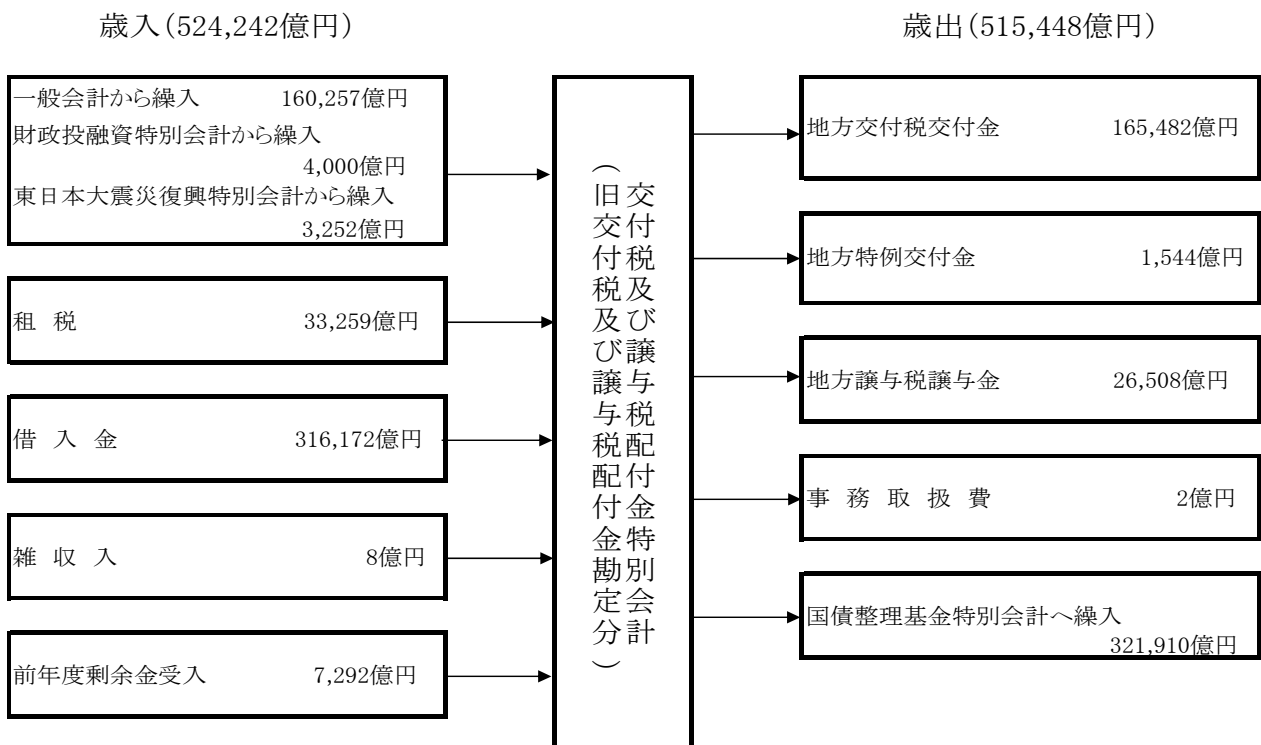 歳入(524,242億円)
一般会計から繰入 160,257億円
財政投融資特別会計から繰入
4,000億円
東日本大震災復興特別会計から繰入
3,252億円
租 税 33,259億円
借 入 金 316,172億円
雑 収 入 8億円
前年度剰余金受入 7,292億円
交付税及び譲与税配付金特別会計
(旧交付税及び譲与税配付金勘定分)
歳出(515,448億円)
地方交付税交付金 165,482億円
地方特例交付金 1,544億円
地方譲与税譲与金 26,508億円
事 務 取 扱 費 2億円
国債整理基金特別会計へ繰入
321,910億円